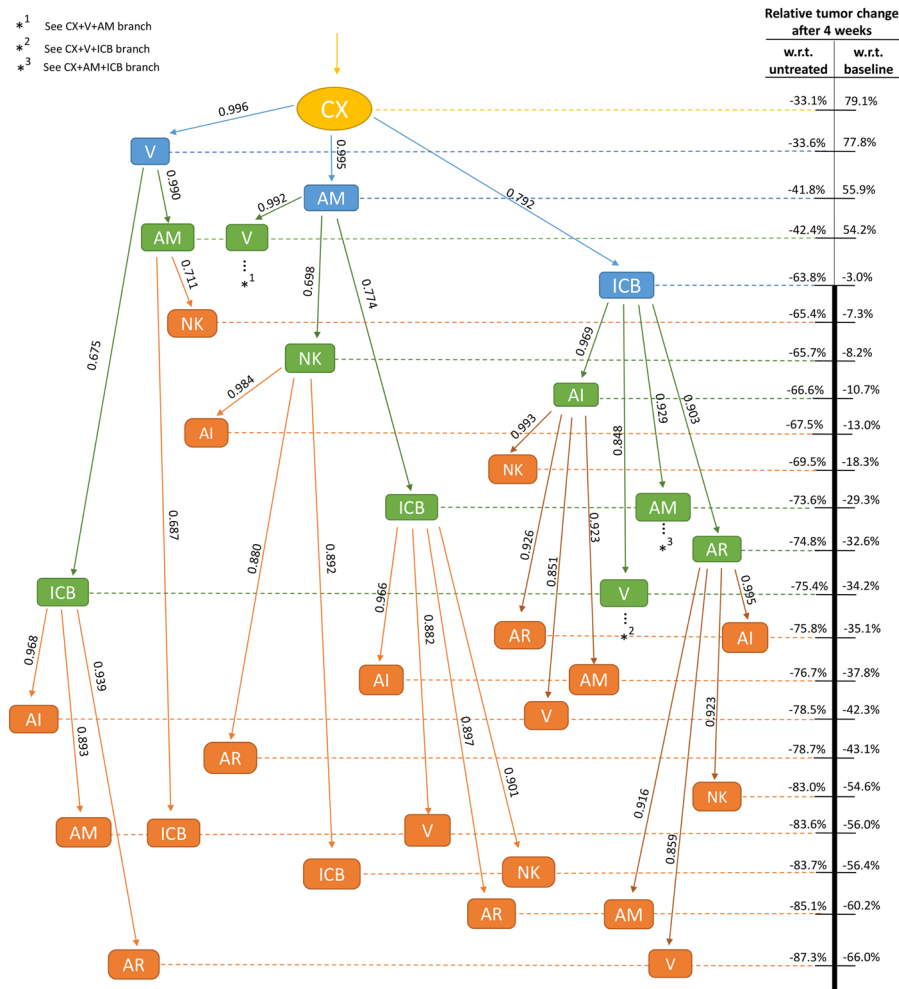 *1 See CX+V+AM branch
*2 See CX+V+ICB branch
*3 See CX+AM+ICB branch
Relative tumor change
after 4 weeks
w.r.t. untreated
w.r.t. baseline
CX
-33.1% 79.1%
0.996
0.995
0.792
V
-33.6% 77.8%
0.990
0.992
AM
-41.8% 55.9%
AM V
-42.4% 54.2%
*1
0.711
0.698
0.774
0.675
ICB
-63.8% -3.0%
NK
-65.4% -7.3%
0.969
NK
-65.7% -8.2%
0.984
AI
-66.6% -10.7%
0.929
0.903
0.848
0.993
AI
-67.5% -13.0%
NK
-69.5% -18.3%
ICB AM
-73.6% -29.3%
0.687
0.880
0.892
0.926
0.851
0.923
*3
AR
-74.8% -32.6%
0.995
ICB V
-75.4% -34.2%
0.968
0.893
0.939
0.966
0.882
0.897
0.901
*2
AR AI
-75.8% -35.1%
AI AM
-76.7% -37.8%
AI V
-78.5% -42.3%
0.923
AR
-78.7% -43.1%
0.916
0.859
NK
-83.0% -54.6%
AM ICB V
-83.6% -56.0%
ICB NK
-83.7% -56.4%
AR AM
-85.1% -60.2%
AR V
-87.3% -66.0%